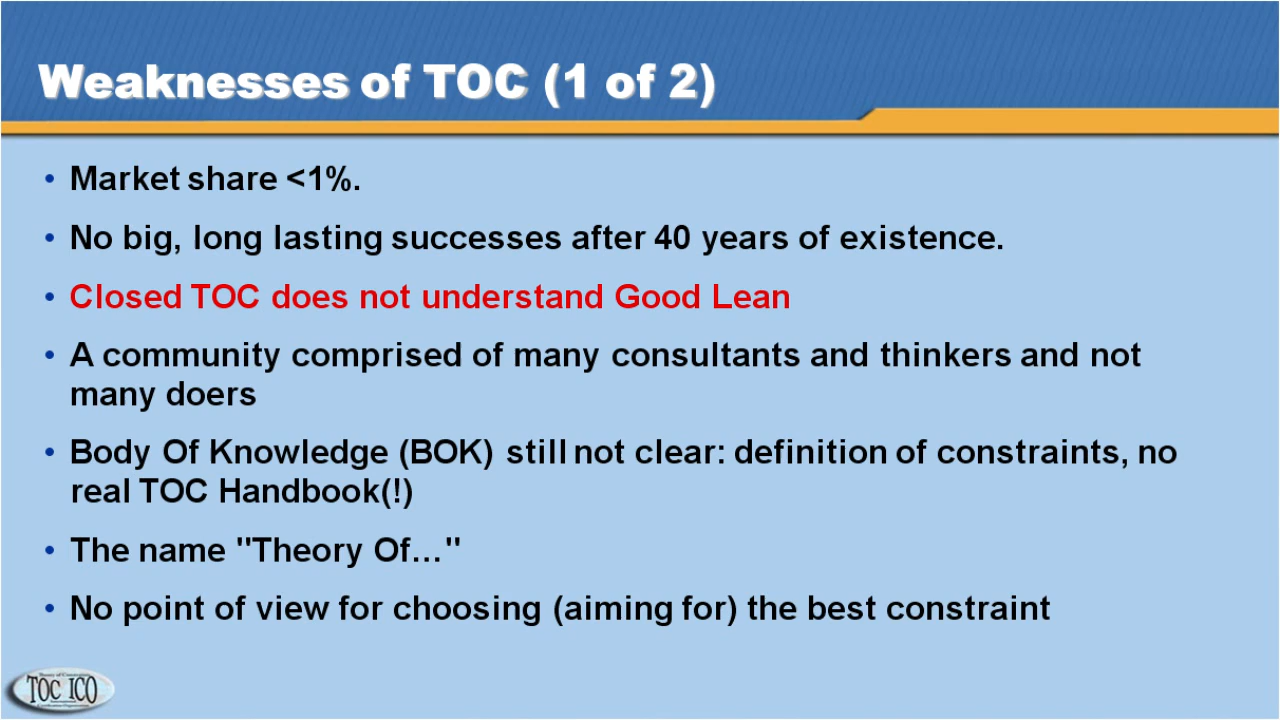 Weaknesses of TOC (1 of 2)
• Market share <1%.
• No big, long lasting successes after 40 years of existence.
• Closed TOC does not understand Good Lean
• A community comprised of many consultants and thinkers and not
many doers
• Body Of Knowledge (BOK) still not clear: definition of constraints, no
real TOC Handbook(!)
• The name "Theory Of..."
• No point of view for choosing (aiming for) the best constraint
TOC ICO